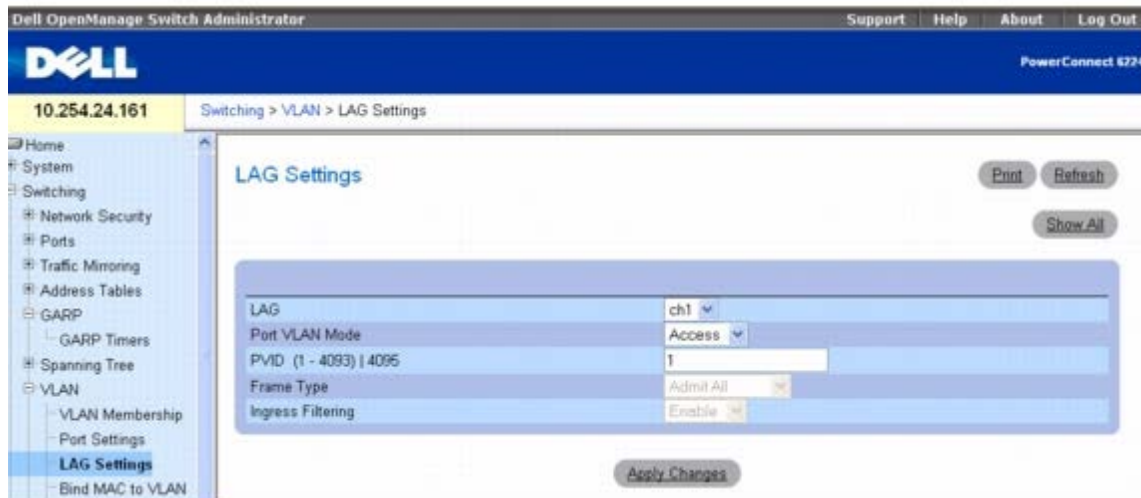 Dell OpenManage Switch Administrator
Support Help About Log Out
DELL
PowerConnect 6224
10.254.24.161
Switching > VLAN > LAG Settings
Home
System
Switching
Network Security
Ports
Traffic Mirroring
Address Tables
GARP
GARP Timers
Spanning Tree
VLAN
VLAN Membership
Port Settings
LAG Settings
Bind MAC to VLAN
LAG Settings
Print Refresh
Show All
LAG ch1
Port VLAN Mode Access
PVID (1 - 4093) | 4095 1
Frame Type Admit All
Ingress Filtering Enable
Apply Changes